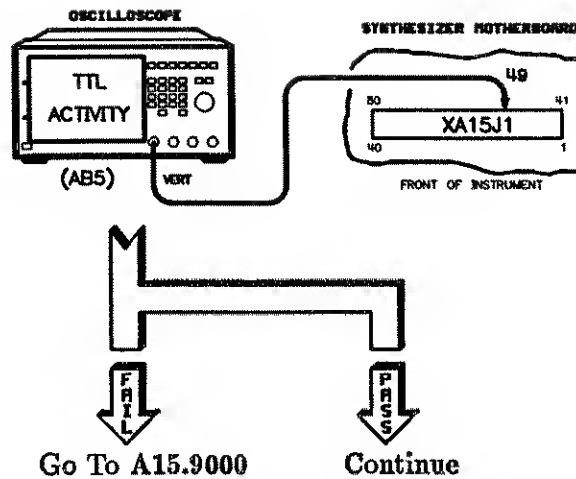 OSCILLOSCOPE
SYNTHESIZER MOTHERBOARD
TTL
ACTIVITY
49
80 41
XA15J1
40 1
(AB5)
VERT
FRONT OF INSTRUMENT
FAIL
PASS
Go To A15.9000
Continue